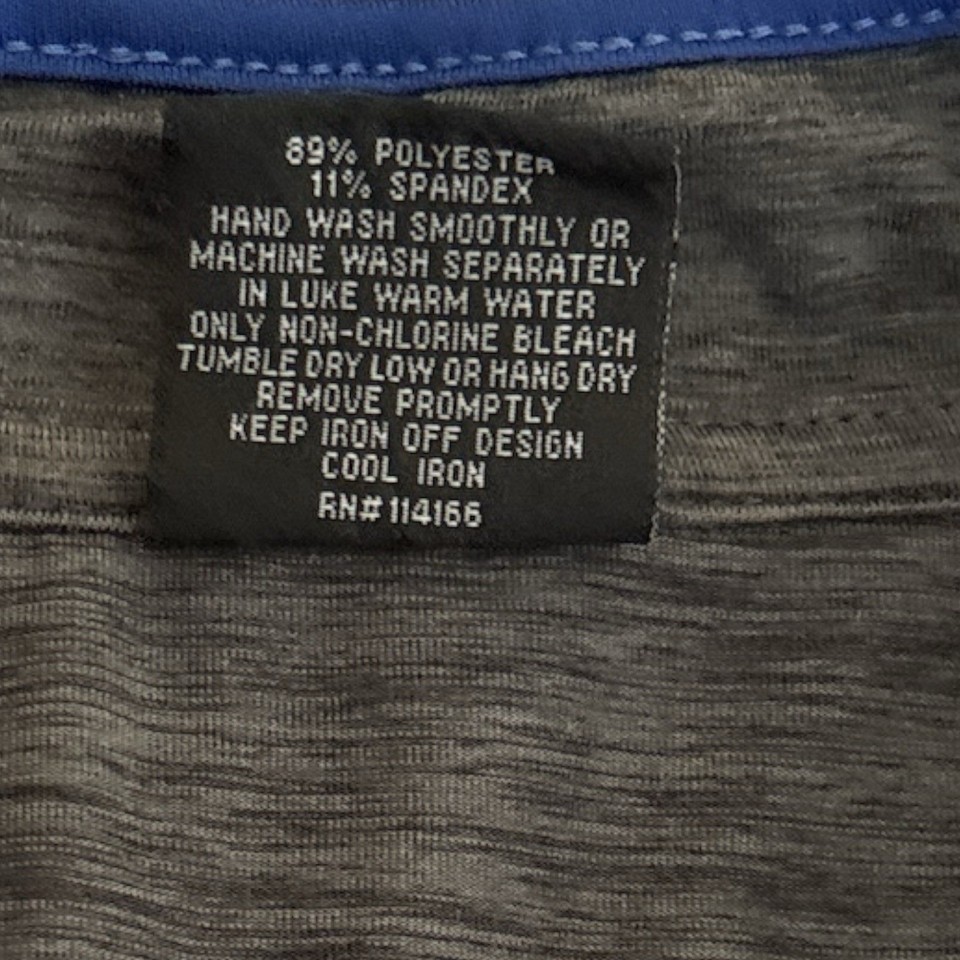 89% POLYESTER
11% SPANDEX
HAND WASH SMOOTHLY OR
MACHINE WASH SEPARATELY
IN LUKE WARM WATER
ONLY NON-CHLORINE BLEACH
TUMBLE DRY LOW OR HANG DRY
REMOVE PROMPTLY
KEEP IRON OFF DESIGN
COOL IRON
RN# 114166